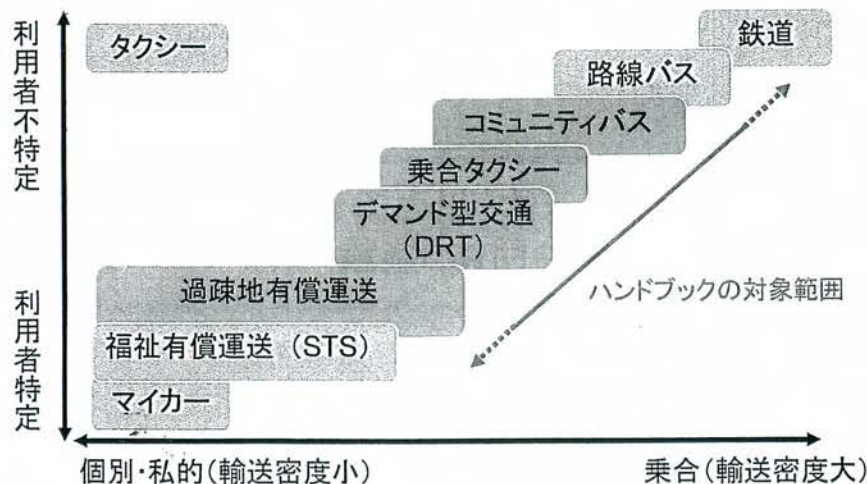 利用者不特定
利用者特定
タクシー
鉄道
路線バス
コミュニティバス
乗合タクシー
デマンド型交通
(DRT)
過疎地有償運送
福祉有償運送 (STS)
マイカー
ハンドブックの対象範囲
個別・私的(輸送密度小)
乗合(輸送密度大)